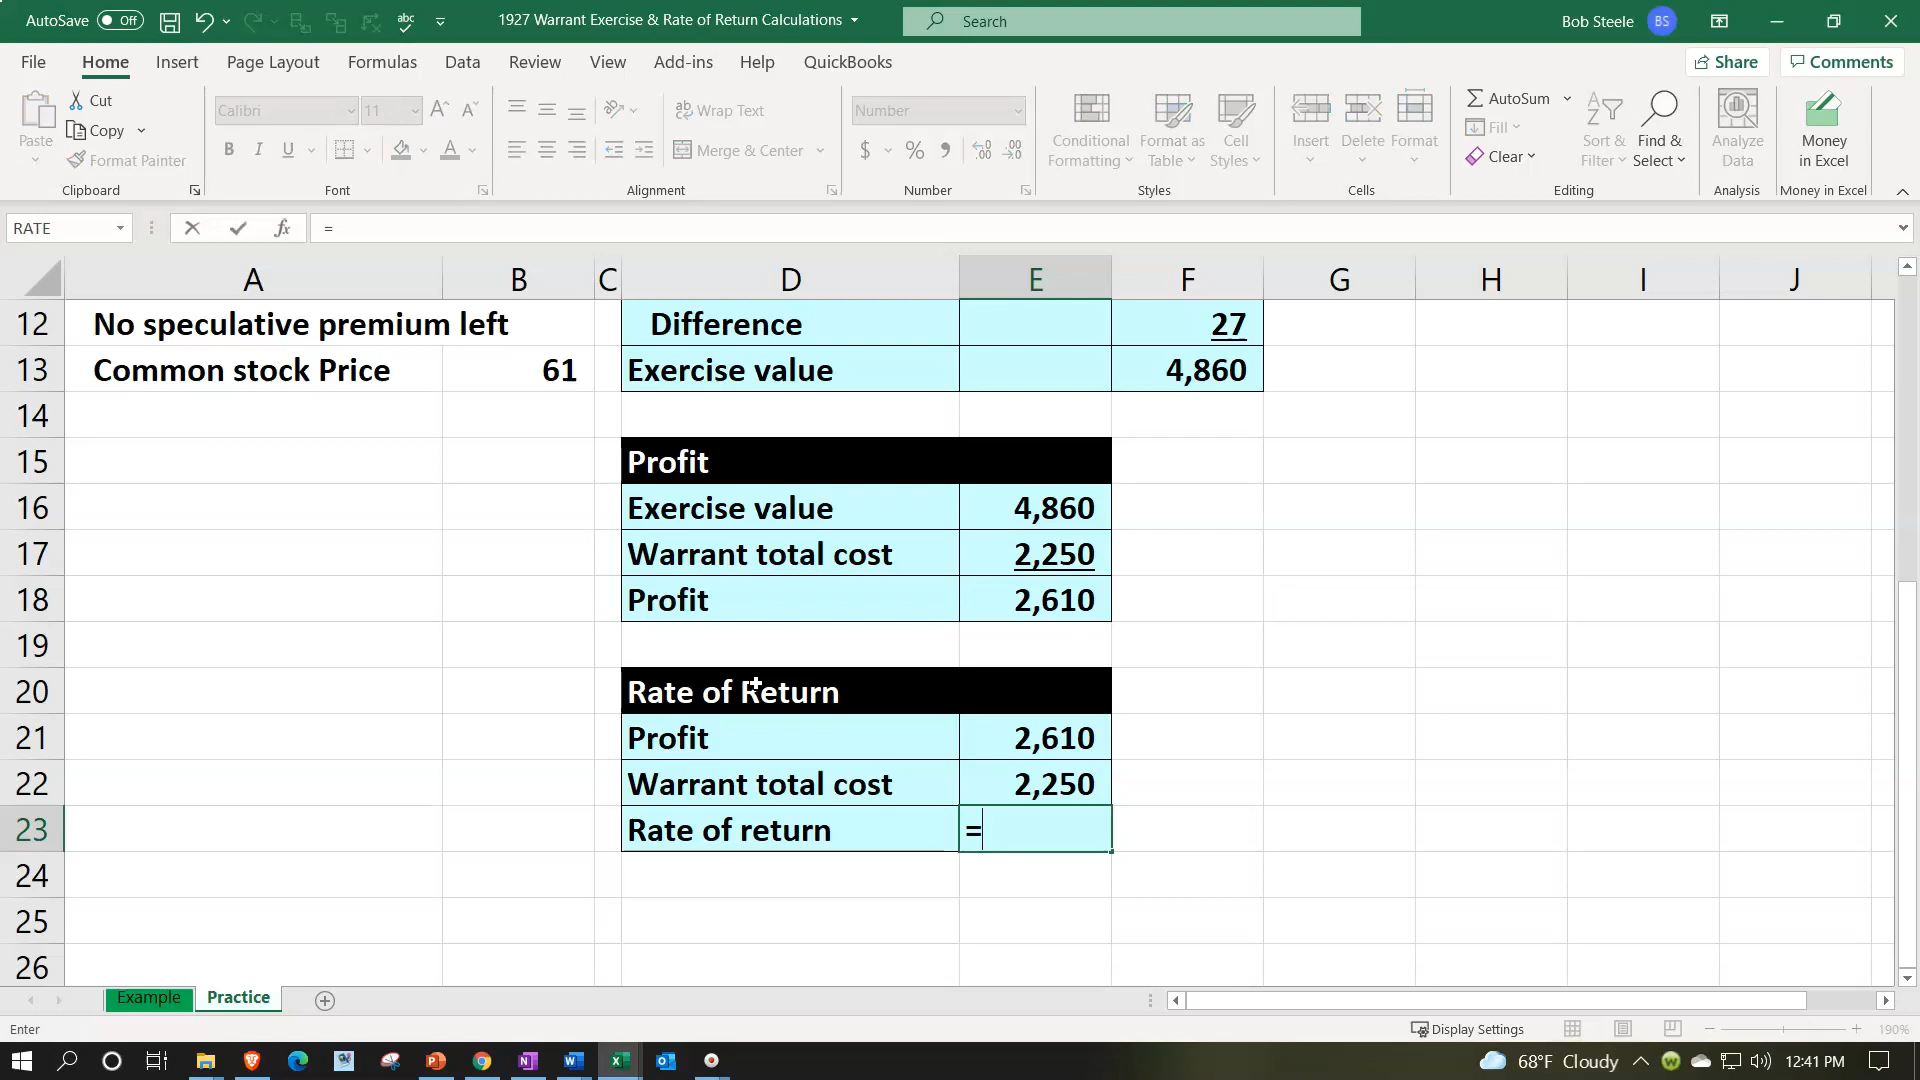 AutoSave Off abc 1927 Warrant Exercise & Rate of Return Calculations Search Bob Steele BS
File Home Insert Page Layout Formulas Data Review View Add-ins Help QuickBooks Share Comments
Paste Cut Copy Format Painter
Clipboard
Calibri 11 A A
B I U A
Font
ab Wrap Text
Merge & Center
Alignment
Number
$ % 9 .00 .00
Number
Conditional Formatting
Format as Table
Cell Styles
Styles
Insert Delete Format
Cells
AutoSum
Fill
Clear
Sort & Filter
Find & Select
Editing
Analyze Data
Analysis
Money in Excel
Money in Excel
RATE fx =
A B C D E F G H I J
12 No speculative premium left Difference 27
13 Common stock Price 61 Exercise value 4,860
14
15 Profit
16 Exercise value 4,860
17 Warrant total cost 2,250
18 Profit 2,610
19
20 Rate of Return
21 Profit 2,610
22 Warrant total cost 2,250
23 Rate of return =
24
25
26
Example Practice
Enter Display Settings 190%
68°F Cloudy 12:41 PM